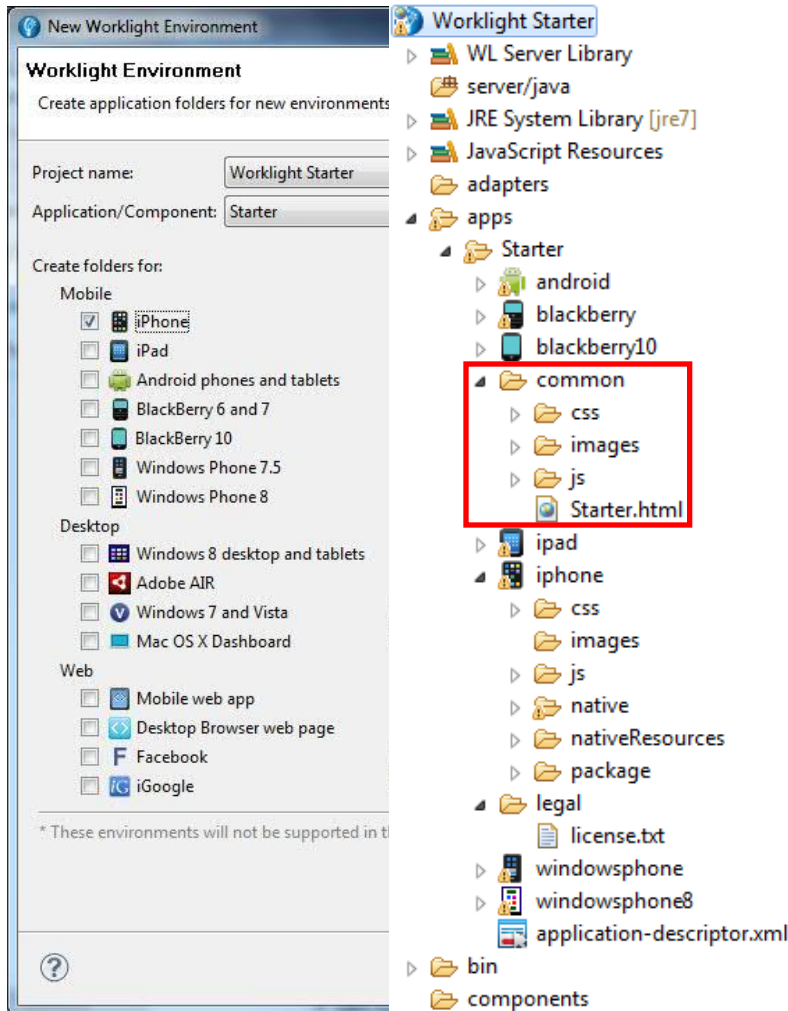 New Worklight Environment
Worklight Environment
Create application folders for new environments
Project name:
Worklight Starter
Application/Component:
Starter
Create folders for:
Mobile
iPhone
iPad
Android phones and tablets
BlackBerry 6 and 7
BlackBerry 10
Windows Phone 7.5
Windows Phone 8
Desktop
Windows 8 desktop and tablets
Adobe AIR
Windows 7 and Vista
Mac OS X Dashboard
Web
Mobile web app
Desktop Browser web page
F Facebook
iG iGoogle
* These environments will not be supported in t
?
Worklight Starter
WL Server Library
server/java
JRE System Library [jre7]
JavaScript Resources
adapters
apps
Starter
android
blackberry
blackberry10
common
css
images
js
Starter.html
ipad
iphone
css
images
js
native
nativeResources
package
legal
license.txt
windowsphone
windowsphone8
application-descriptor.xml
bin
components